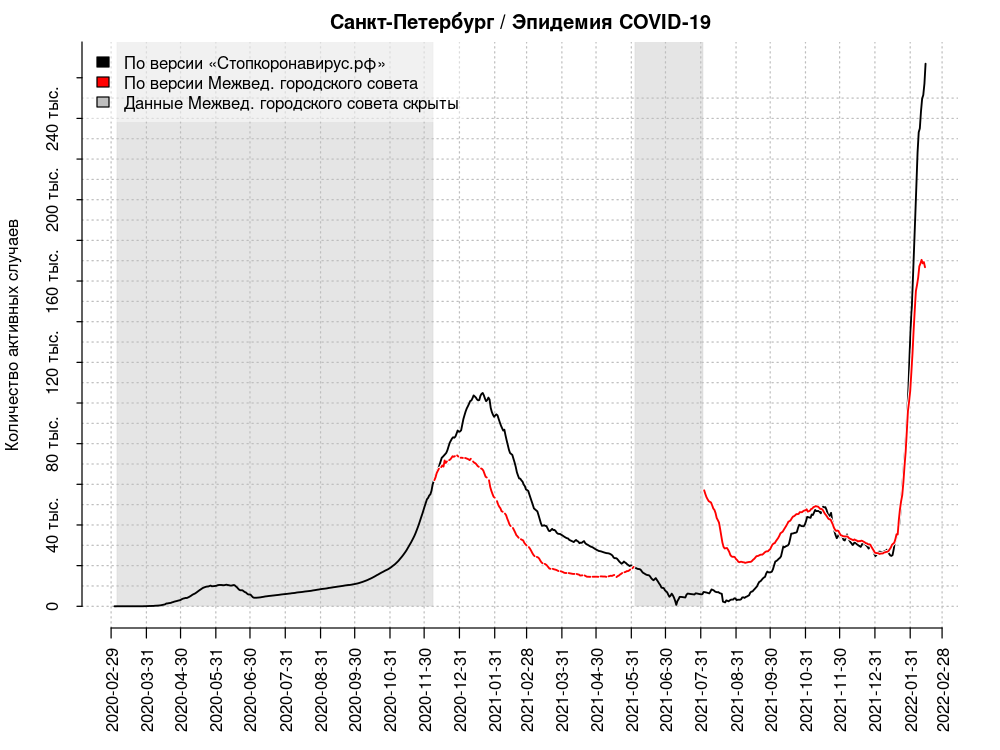 Санкт-Петербург / Эпидемия COVID-19
По версии «Стопкоронавирус.рф»
По версии Межвед. городского совета
Данные Межвед. городского совета скрыты
Количество активных случаев
240 тыс.
200 тыс.
160 тыс.
120 тыс.
80 тыс.
40 тыс.
0
2020-02-29
2020-03-31
2020-04-30
2020-05-31
2020-06-30
2020-07-31
2020-08-31
2020-09-30
2020-10-31
2020-11-30
2020-12-31
2021-01-31
2021-02-28
2021-03-31
2021-04-30
2021-05-31
2021-06-30
2021-07-31
2021-08-31
2021-09-30
2021-10-31
2021-11-30
2021-12-31
2022-01-31
2022-02-28